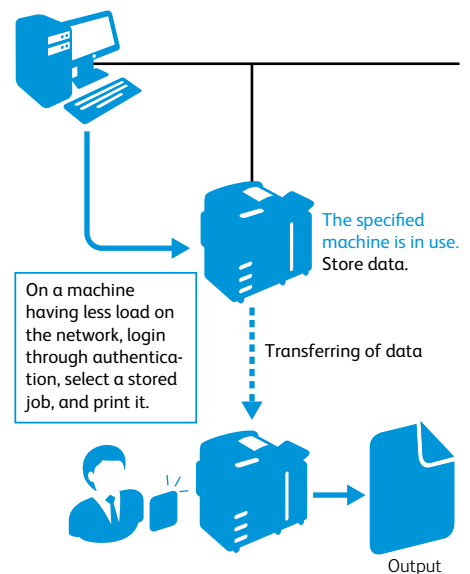 The specified
machine is in use.
Store data.
On a machine
having less load on
the network, login
through authentica-
tion, select a stored
job, and print it.
Transferring of data
Output